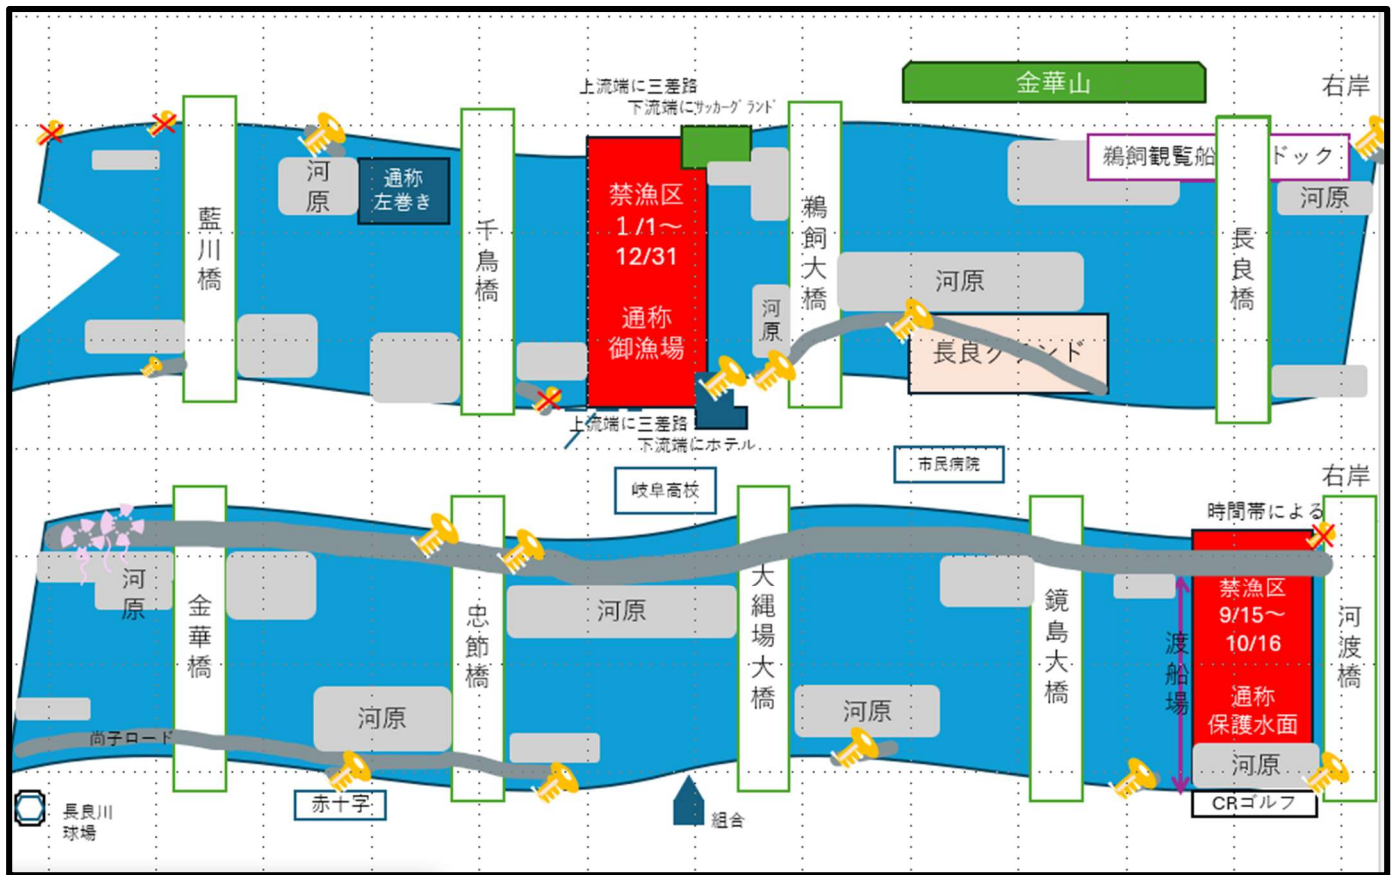 上流端に三差路
下流端にｻｯｶｰｸﾞﾗﾝﾄﾞ
金華山
右岸
藍川橋
河原
通称
左巻き
千鳥橋
禁漁区
1/1～
12/31
通称
御漁場
鵜飼大橋
河原
河原
長良グランド
鵜飼観覧船
ドック
長良橋
河原
上流端に三差路
下流端にホテル
岐阜高校
市民病院
右岸
時間帯による
河原
金華橋
忠節橋
河原
大縄場大橋
鏡島大橋
禁漁区
9/15～
10/16
通称
保護水面
渡船場
河渡橋
尚子ロード
河原
河原
河原
長良川
球場
赤十字
組合
CRゴルフ